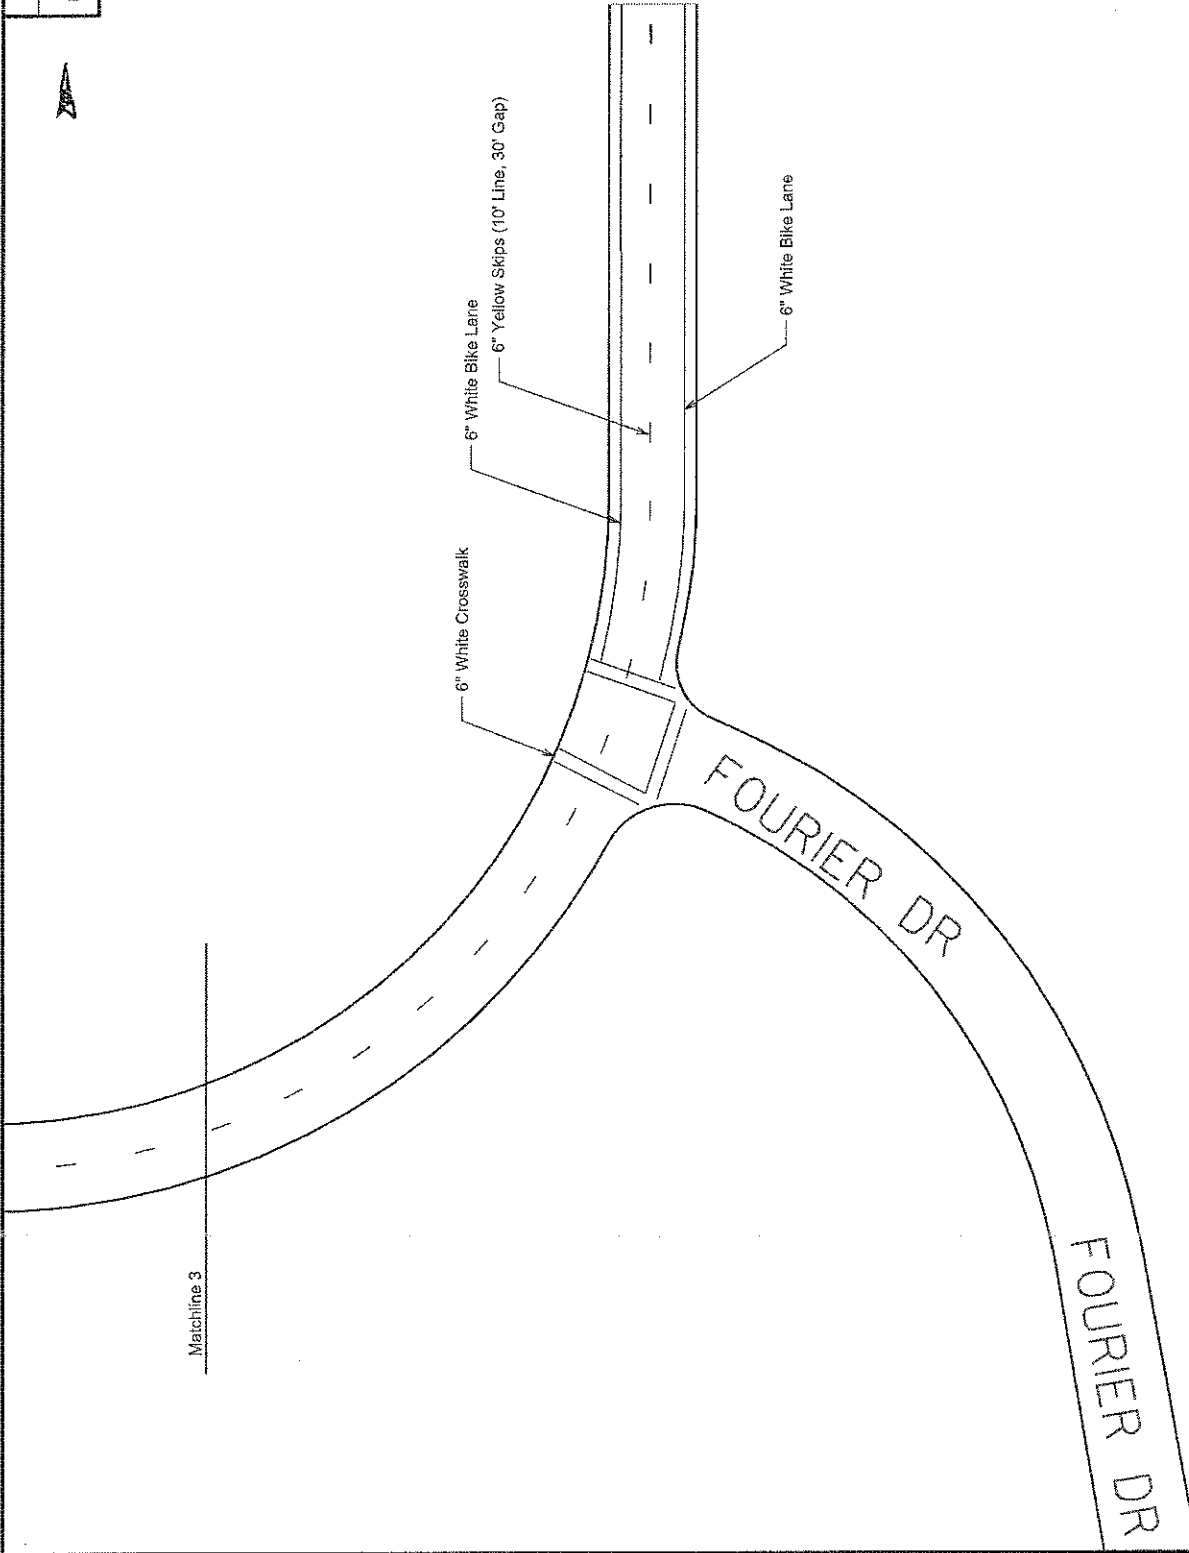 6" Yellow Skips (10' Line, 30' Gap)
6" White Bike Lane
6" White Bike Lane
6" White Crosswalk
FOURIER DR
Matchline 3
FOURIER DR